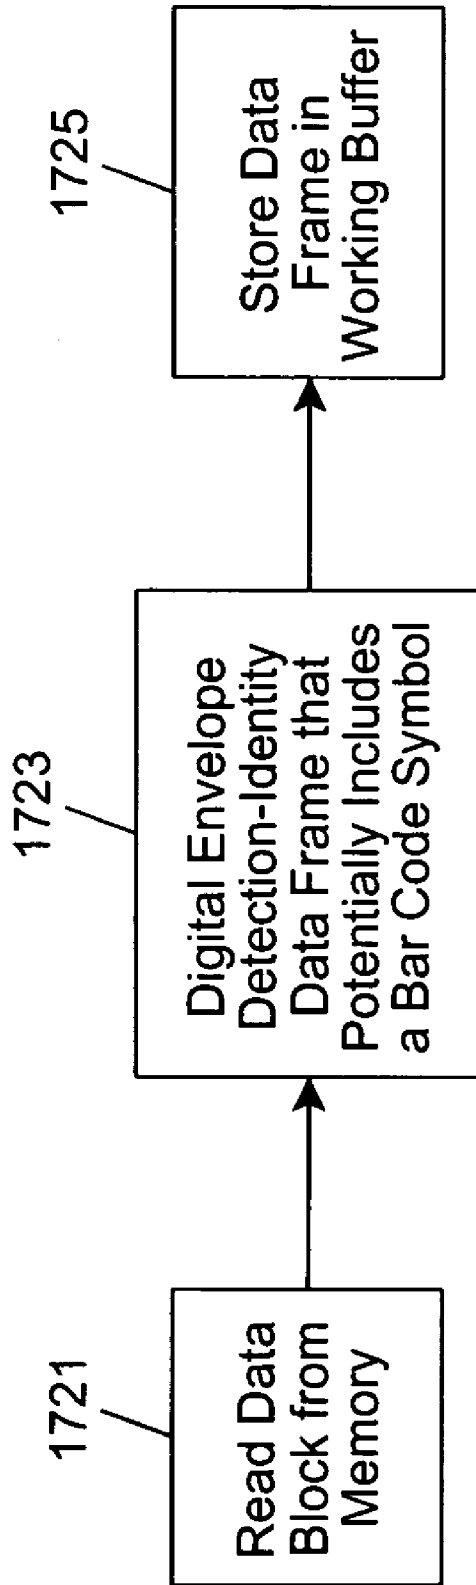 1721
Read Data
Block from
Memory
1723
Digital Envelope
Detection-Identity
Data Frame that
Potentially Includes
a Bar Code Symbol
1725
Store Data
Frame in
Working Buffer